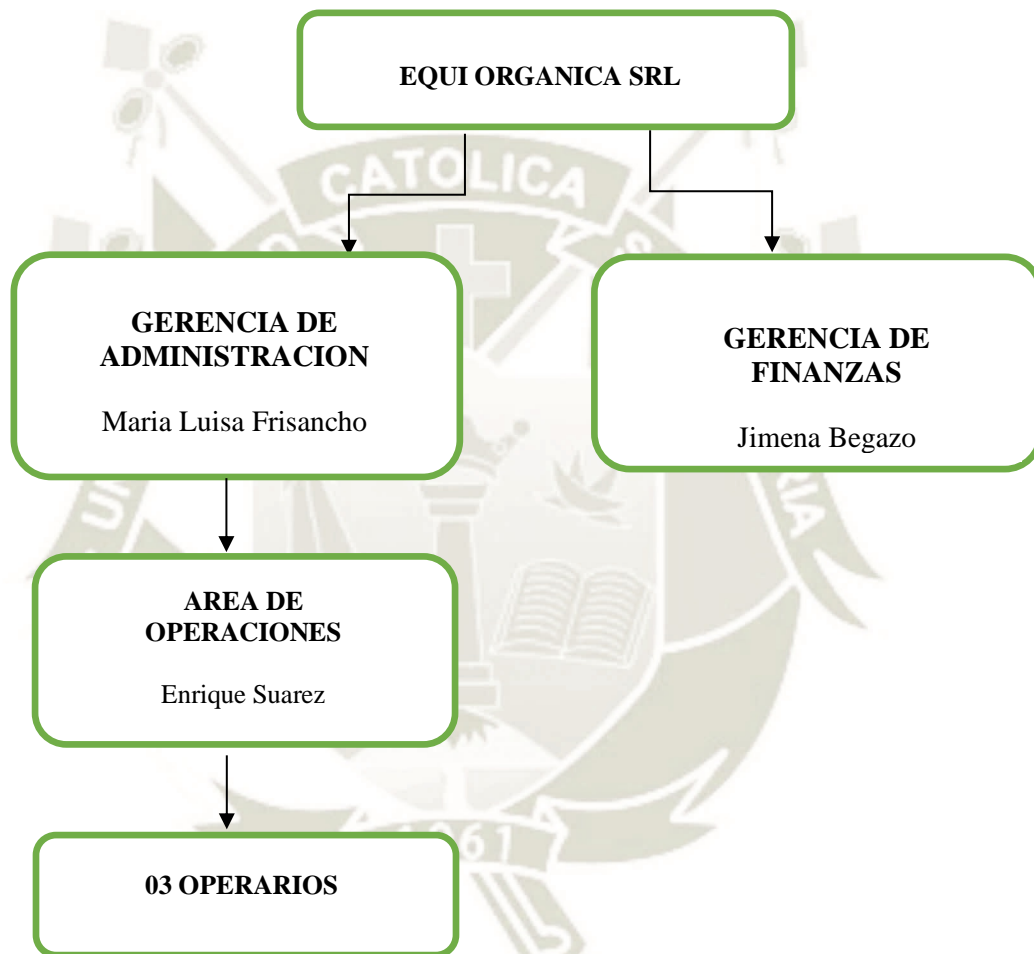 EQUI ORGANICA SRL
CATOLICA
GERENCIA DE
ADMINISTRACION
Maria Luisa Frisancho
GERENCIA DE
FINANZAS
Jimena Begazo
AREA DE
OPERACIONES
Enrique Suarez
03 OPERARIOS